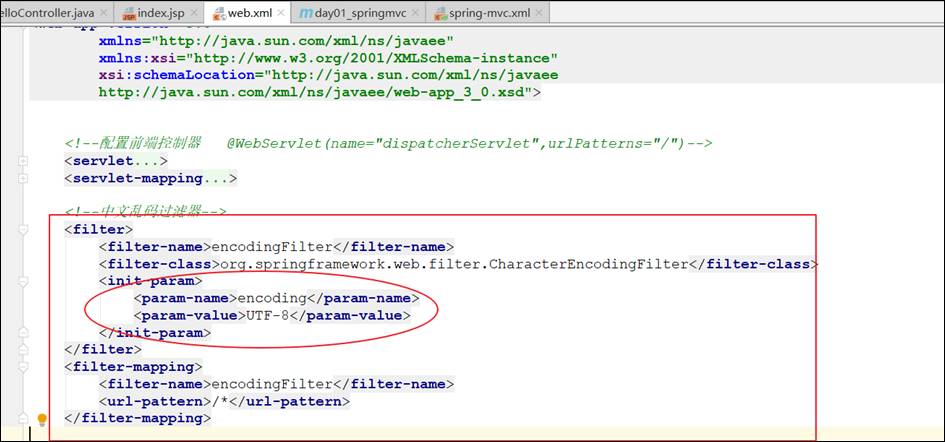 elloController.java
index.jsp
web.xml
day01_springmvc
spring-mvc.xml
xmlns="http://java.sun.com/xml/ns/javaee"
xmlns:xsi="http://www.w3.org/2001/XMLSchema-instance"
xsi:schemaLocation="http://java.sun.com/xml/ns/javaee
http://java.sun.com/xml/ns/javaee/web-app_3_0.xsd">
<!--配置前端控制器   @WebServlet(name="dispatcherServlet",urlPatterns="/")-->
<servlet...>
<servlet-mapping...>
<!--中文乱码过滤器-->
<filter>
<filter-name>encodingFilter</filter-name>
<filter-class>org.springframework.web.filter.CharacterEncodingFilter</filter-class>
<init-param>
<param-name>encoding</param-name>
<param-value>UTF-8</param-value>
</init-param>
</filter>
<filter-mapping>
<filter-name>encodingFilter</filter-name>
<url-pattern>/*</url-pattern>
</filter-mapping>